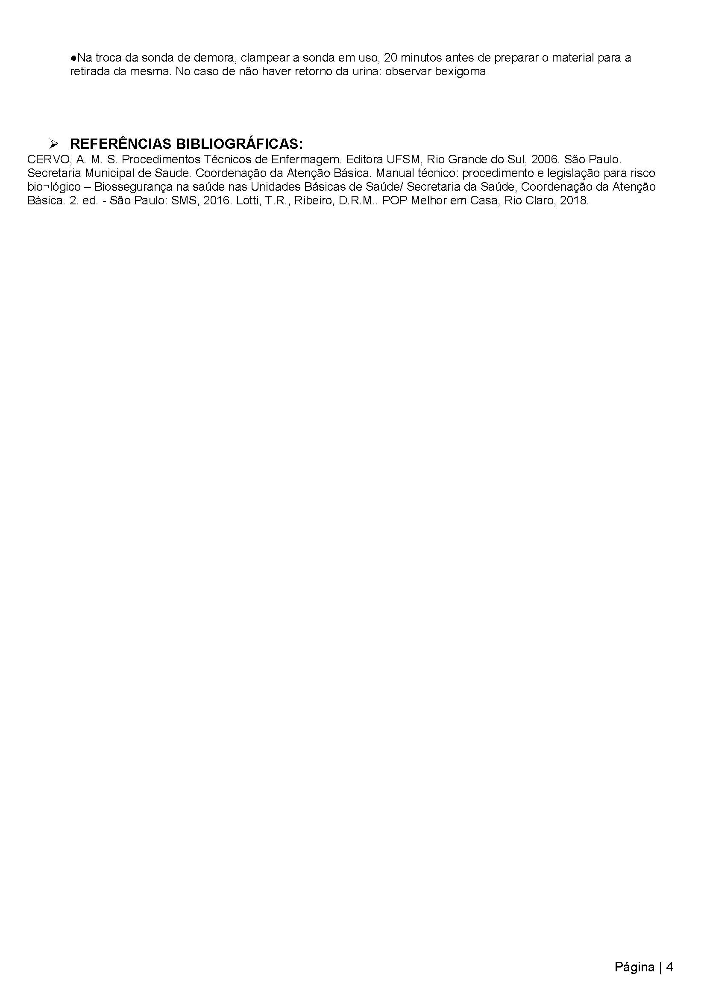 ●Na troca da sonda de demora, clampear a sonda em uso, 20 minutos antes de preparar o material para a
retirada da mesma. No caso de não haver retorno da urina: observar bexigoma
➢ REFERÊNCIAS BIBLIOGRÁFICAS:
CERVO, A. M. S. Procedimentos Técnicos de Enfermagem. Editora UFSM, Rio Grande do Sul, 2006. São Paulo.
Secretaria Municipal de Saude. Coordenação da Atenção Básica. Manual técnico: procedimento e legislação para risco
bio¬lógico – Biossegurança na saúde nas Unidades Básicas de Saúde/ Secretaria da Saúde, Coordenação da Atenção
Básica. 2. ed. - São Paulo: SMS, 2016. Lotti, T.R., Ribeiro, D.R.M.. POP Melhor em Casa, Rio Claro, 2018.
Página | 4